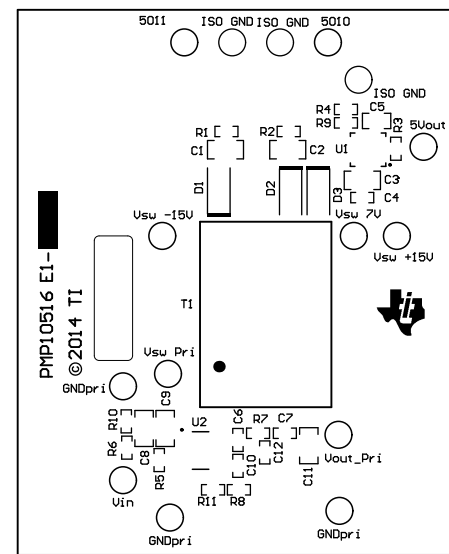 5011 ISO GND ISO GND 5010
ISO GND
R4 C5
R9
R3
5Vout
R1 R2
C1 C2 U1
D1 D2 D3 C3
C4
Vsw -15V Vsw 7V
Vsw +15V
T1
PMP10516 E1-
©2014 TI
Vsw Pri
GNDpri
C9
R10 U2 C6 R7 C7
R6 C8 R5 C10 C12 C11
Vout_Pri
Vin
R11 R8
GNDpri GNDpri